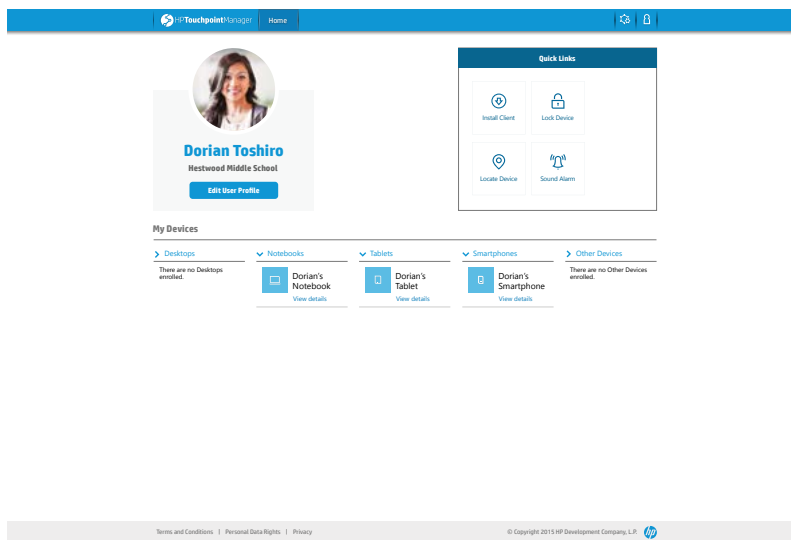 HPTouchpointManager Home
Dorian Toshiro
Hestwood Middle School
Edit User Profile
Quick Links
Install Client
Lock Device
Locate Device
Sound Alarm
My Devices
Desktops
There are no Desktops
enrolled.
Notebooks
Dorian's
Notebook
View details
Tablets
Dorian's
Tablet
View details
Smartphones
Dorian's
Smartphone
View details
Other Devices
There are no Other Devices
enrolled.
Terms and Conditions | Personal Data Rights | Privacy
© Copyright 2015 HP Development Company, L.P.
hp